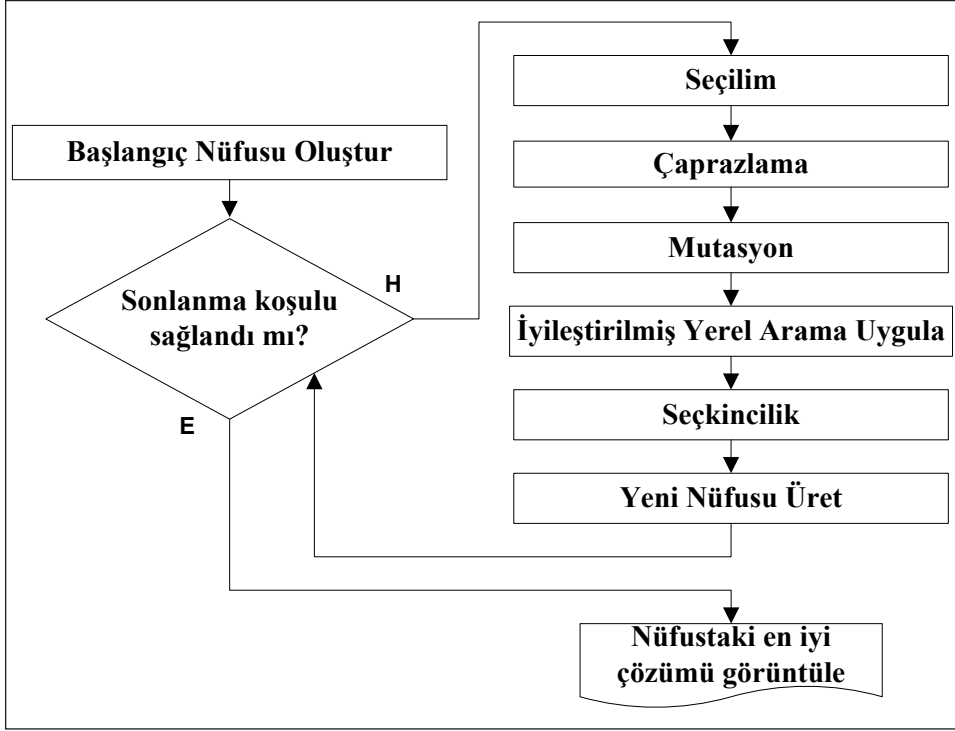 Başlangıç Nüfusu Oluştur
Sonlanma koşulu
sağlandı mı?
H
E
Seçilim
Çaprazlama
Mutasyon
İyileştirilmiş Yerel Arama Uygula
Seçkincilik
Yeni Nüfusu Üret
Nüfustaki en iyi
çözümü görüntüle